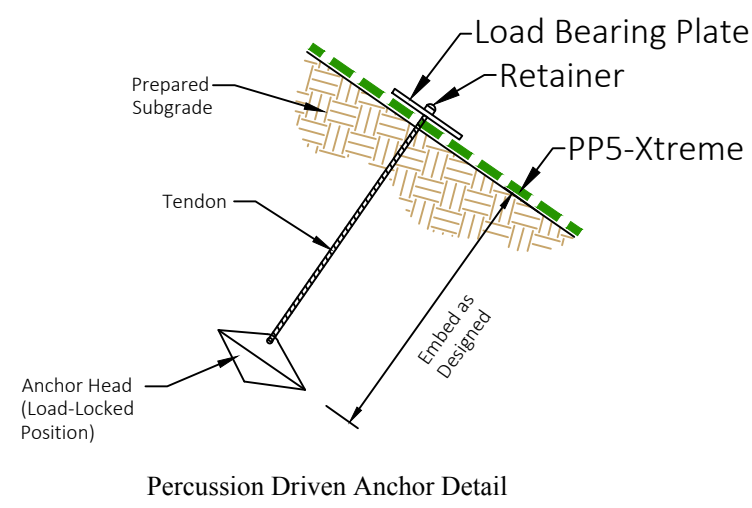 Load Bearing Plate
Retainer
Prepared
Subgrade
PP5-Xtreme
Tendon
Embed as
Designed
Anchor Head
(Load-Locked
Position)
Percussion Driven Anchor Detail